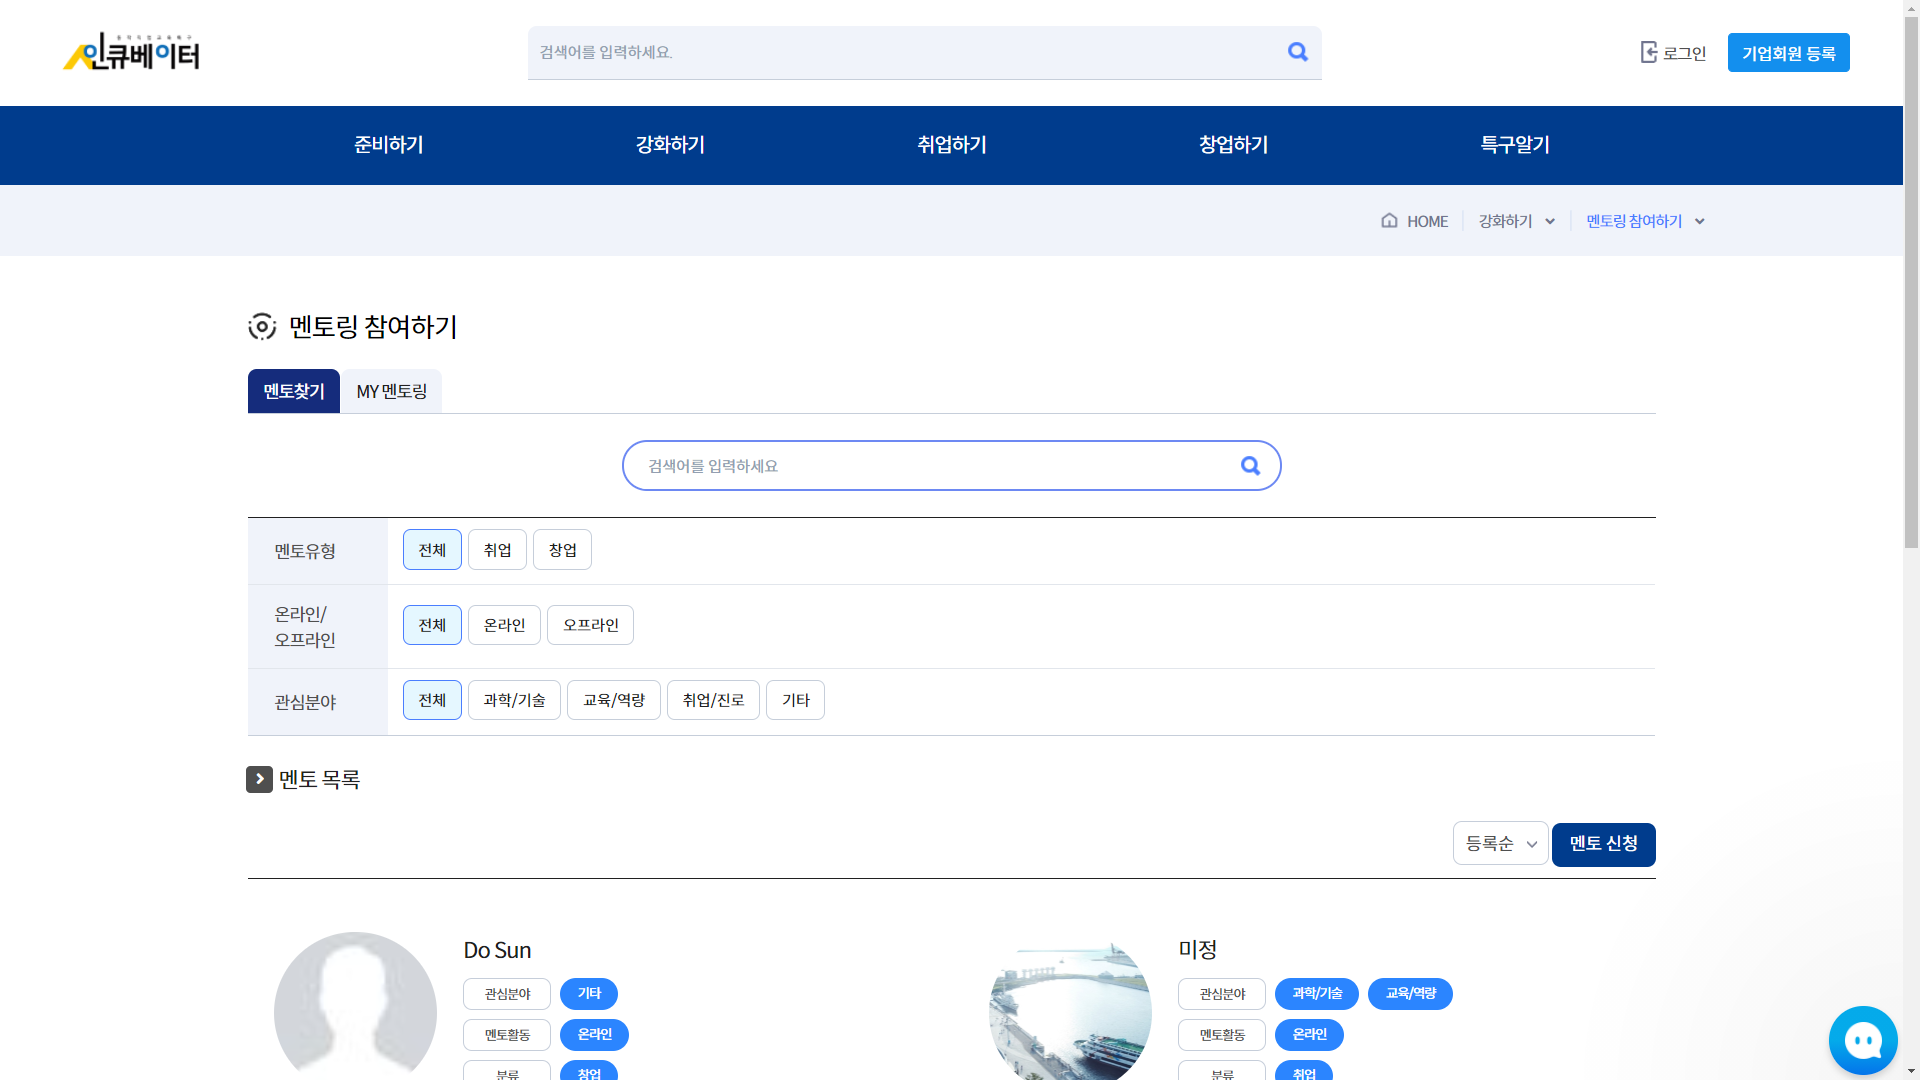 인큐베이터
검색어를 입력하세요.
로그인
기업회원 등록
준비하기
강화하기
취업하기
창업하기
특구알기
HOME
강화하기
멘토링 참여하기
멘토링 참여하기
멘토찾기
MY 멘토링
검색어를 입력하세요
멘토유형
전체
취업
창업
온라인/
오프라인
전체
온라인
오프라인
관심분야
전체
과학/기술
교육/역량
취업/진로
기타
멘토 목록
등록순
멘토 신청
Do Sun
관심분야
기타
멘토활동
온라인
분류
창업
미정
관심분야
과학/기술
교육/역량
멘토활동
온라인
분류
취업